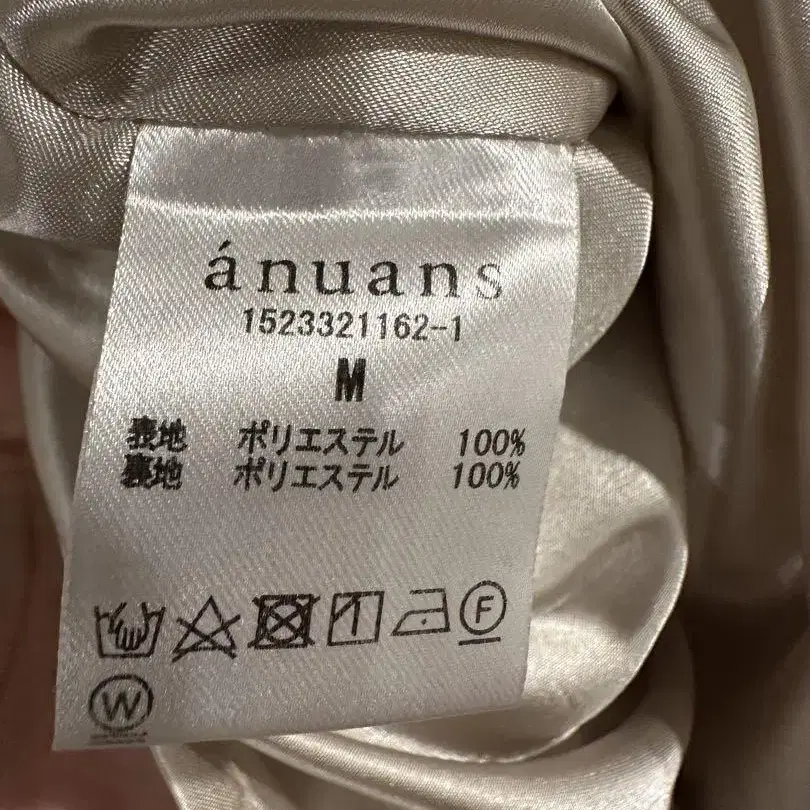 ánuans
1523321162-1
M
表地 ポリエステル 100%
裏地 ポリエステル 100%
F
W